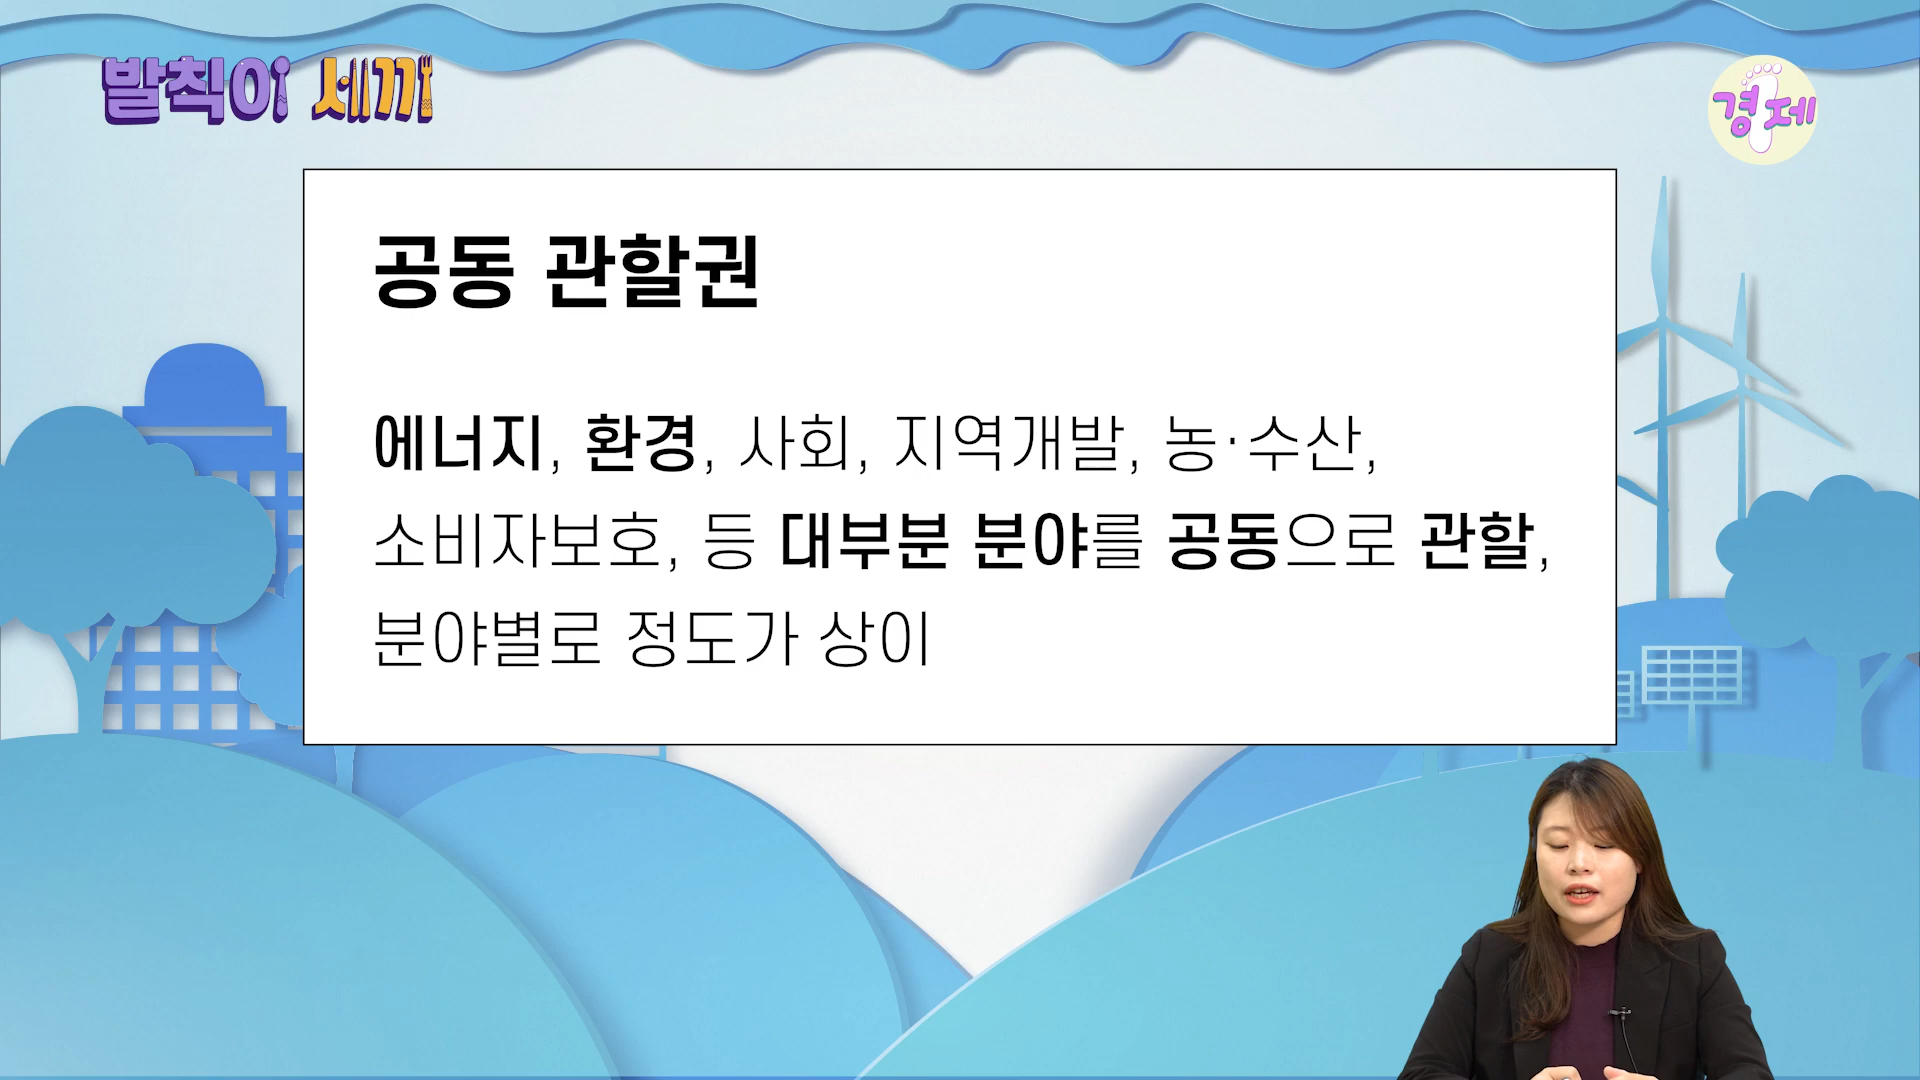 발칙이 세끼
경제
공동 관할권
에너지, 환경, 사회, 지역개발, 농·수산,
소비자보호, 등 대부분 분야를 공동으로 관할,
분야별로 정도가 상이